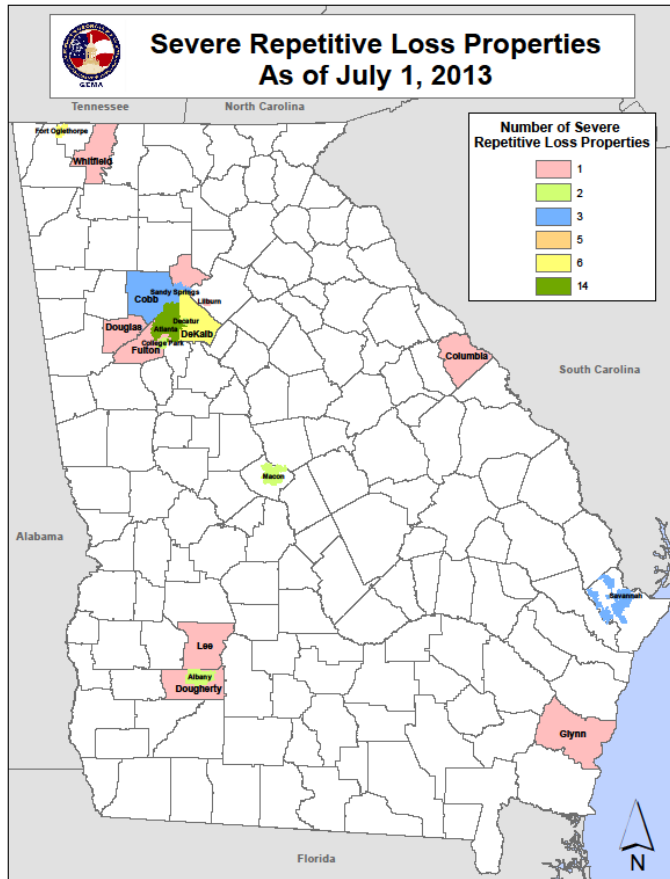 Severe Repetitive Loss Properties
As of July 1, 2013
GEMA
Tennessee
North Carolina
Fort Oglethorpe
Whitfield
Number of Severe
Repetitive Loss Properties
1
2
3
5
6
14
Sandy Springs
Cobb
Lilburn
Decatur
Douglas
Atlanta
DeKalb
College Park
Fulton
Columbia
South Carolina
Macon
Alabama
Savannah
Lee
Albany
Dougherty
Glynn
Florida
N